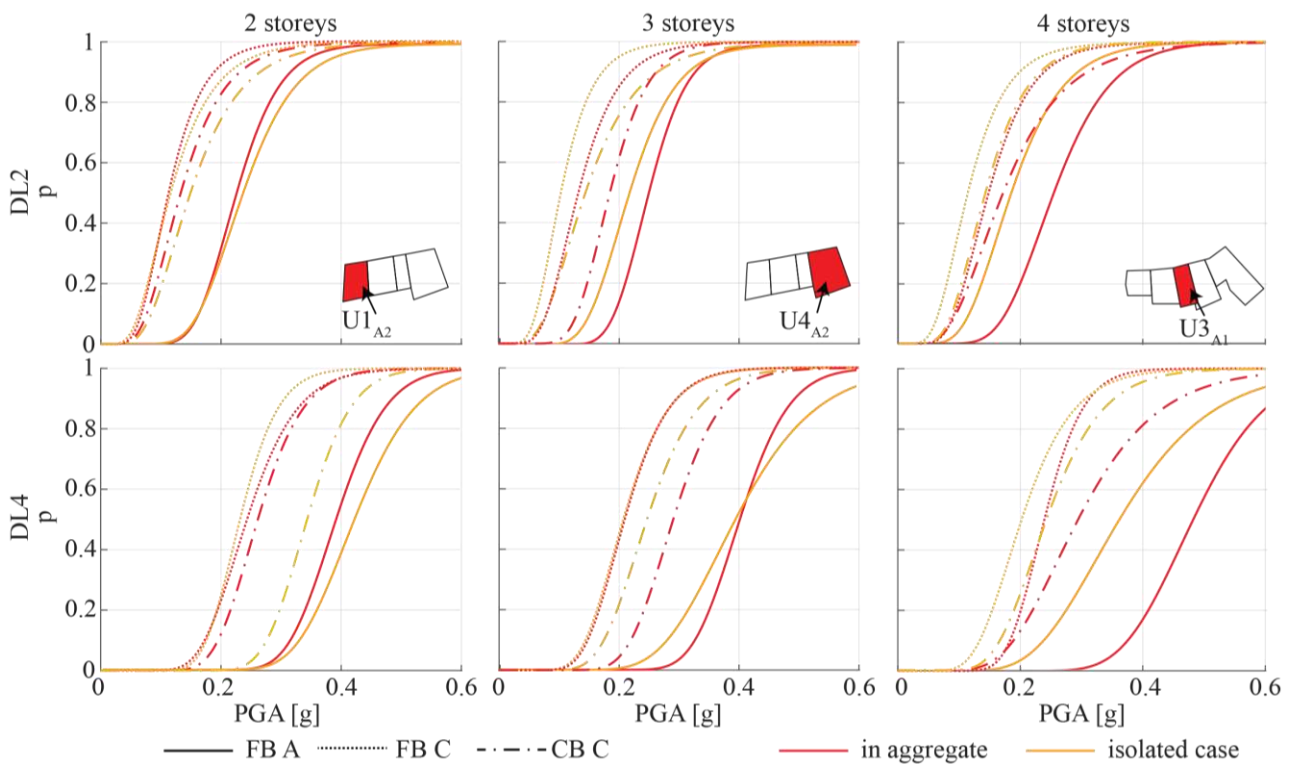 2 storeys 3 storeys 4 storeys
DL2
p
1
0.8
0.6
0.4
0.2
0
U1A2
U4A2
U3A1
DL4
p
1
0.8
0.6
0.4
0.2
0
0 0.2 0.4 0.6 0 0.2 0.4 0.6 0 0.2 0.4 0.6
PGA [g] PGA [g] PGA [g]
FB A FB C CB C in aggregate isolated case